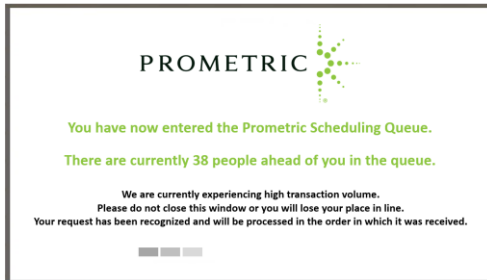 PROMETRIC
You have now entered the Prometric Scheduling Queue.
There are currently 38 people ahead of you in the queue.
We are currently experiencing high transaction volume.
Please do not close this window or you will lose your place in line.
Your request has been recognized and will be processed in the order in which it was received.